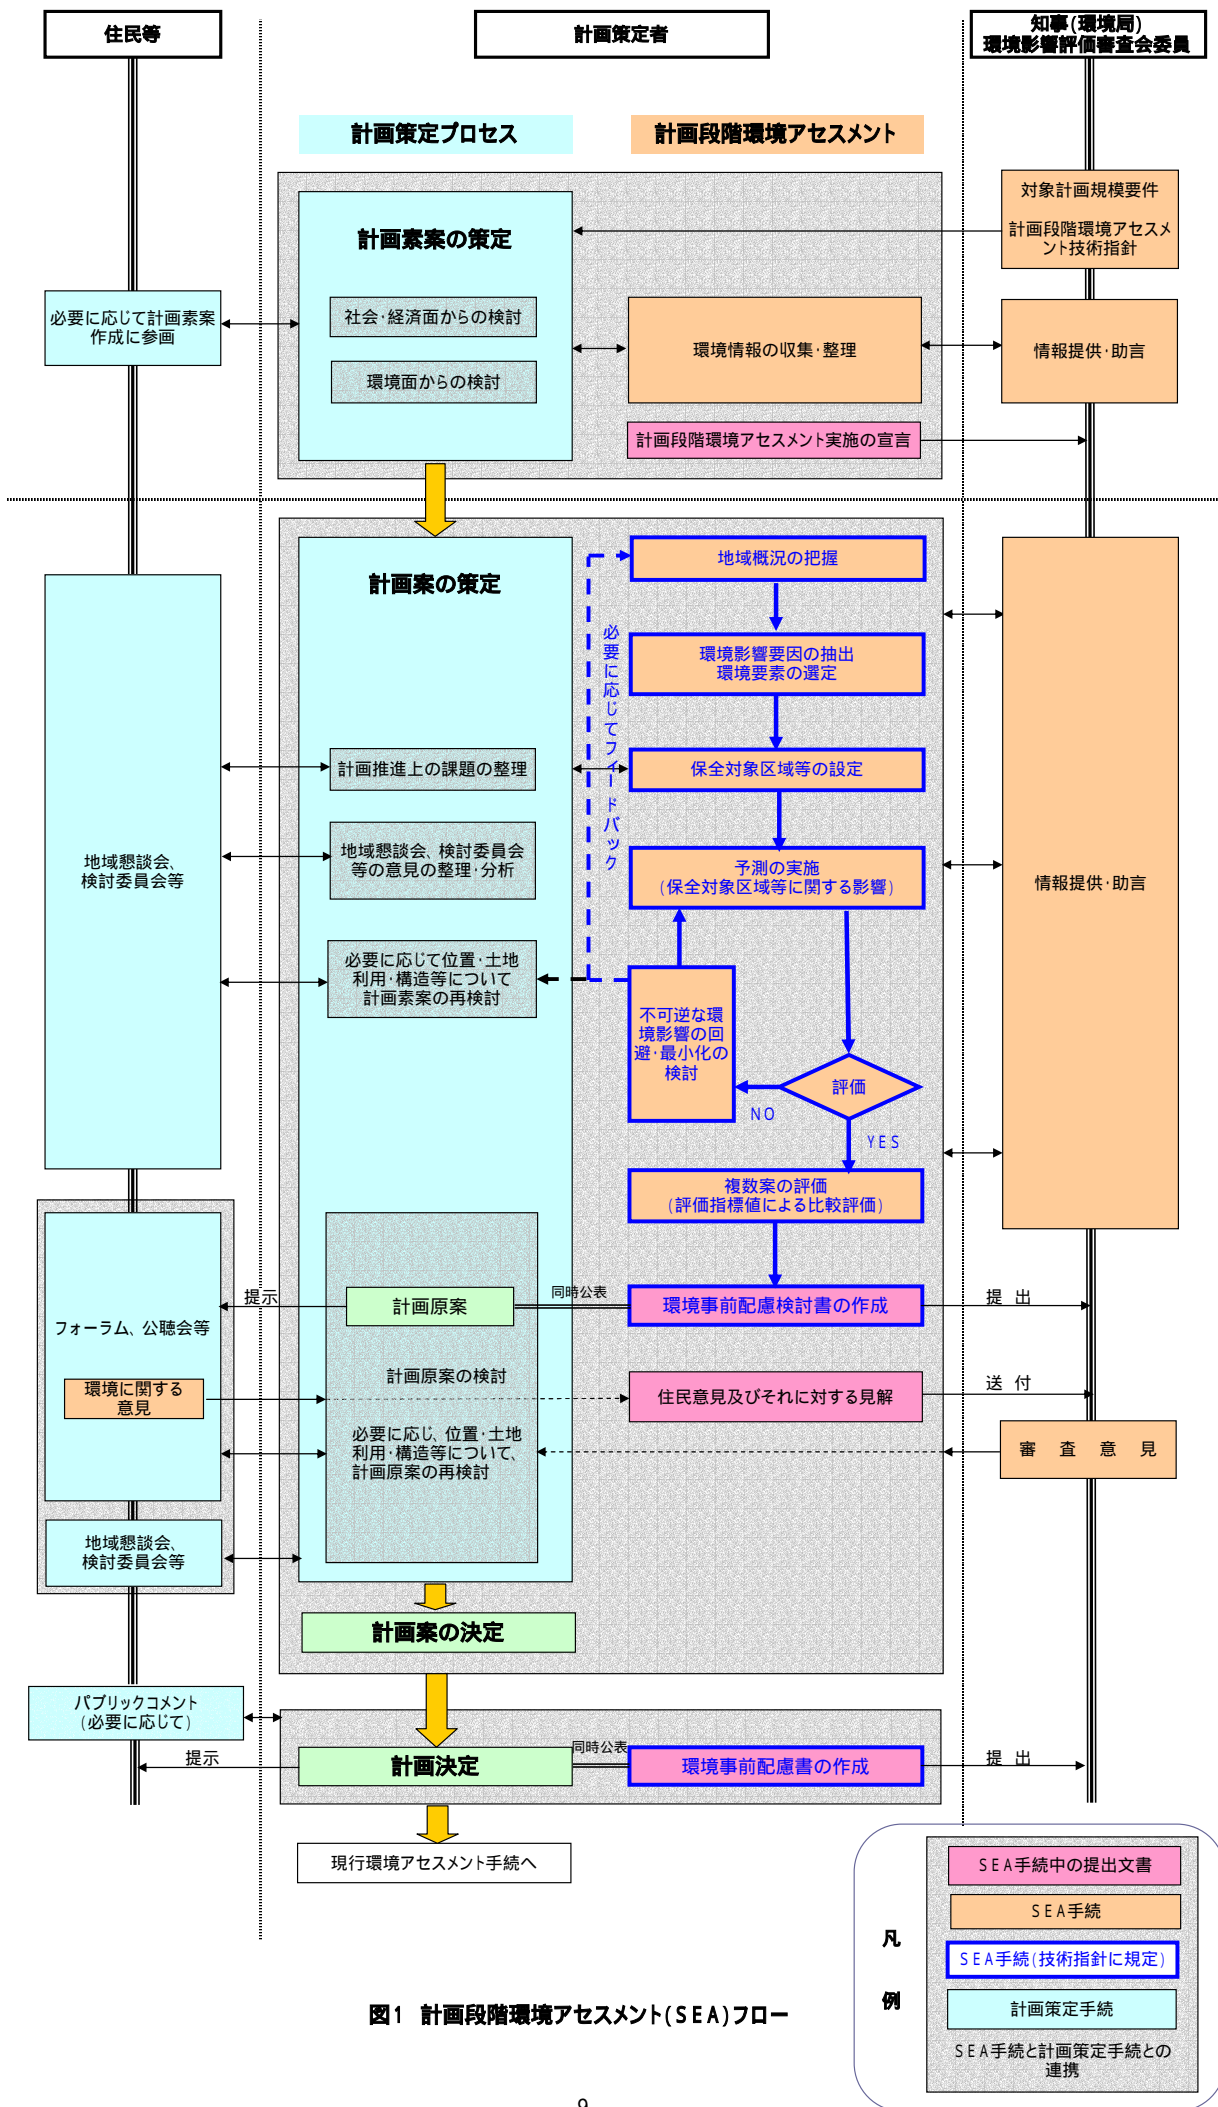 住民等
計画策定者
知事(環境局)
環境影響評価審査会委員
計画策定プロセス
計画段階環境アセスメント
計画素案の策定
対象計画規模要件
計画段階環境アセスメ
ント技術指針
必要に応じて計画素案
作成に参画
社会・経済面からの検討
環境面からの検討
環境情報の収集・整理
情報提供・助言
計画段階環境アセスメント実施の宣言
計画案の策定
地域概況の把握
必要に応じてフィードバック
環境影響要因の抽出
環境要素の選定
計画推進上の課題の整理
保全対象区域等の設定
地域懇談会、
検討委員会等
地域懇談会、検討委員会
等の意見の整理・分析
予測の実施
(保全対象区域等に関する影響)
情報提供・助言
必要に応じて位置・土地
利用・構造等について
計画素案の再検討
不可逆な環
境影響の回
避・最小化の
検討
評価
NO
YES
複数案の評価
(評価指標値による比較評価)
提示
計画原案
同時公表
環境事前配慮検討書の作成
提 出
フォーラム、公聴会等
計画原案の検討
環境に関する
意見
住民意見及びそれに対する見解
送 付
必要に応じ、位置・土地
利用・構造等について、
計画原案の再検討
審 査 意 見
地域懇談会、
検討委員会等
計画案の決定
パブリックコメント
(必要に応じて)
提示
計画決定
同時公表
環境事前配慮書の作成
提 出
現行環境アセスメント手続へ
凡
例
SEA手続中の提出文書
SEA手続
SEA手続(技術指針に規定)
計画策定手続
SEA手続と計画策定手続との
連携
図1 計画段階環境アセスメント(SEA)フロー
9